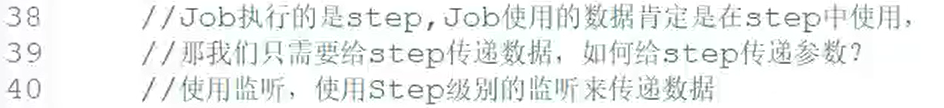 38 //Job执行的是step,Job使用的数据肯定是在step中使用，
39 //那我们只需要给step传递数据，如何给step传递参数？
40 //使用监听，使用Step级别的监听来传递数据